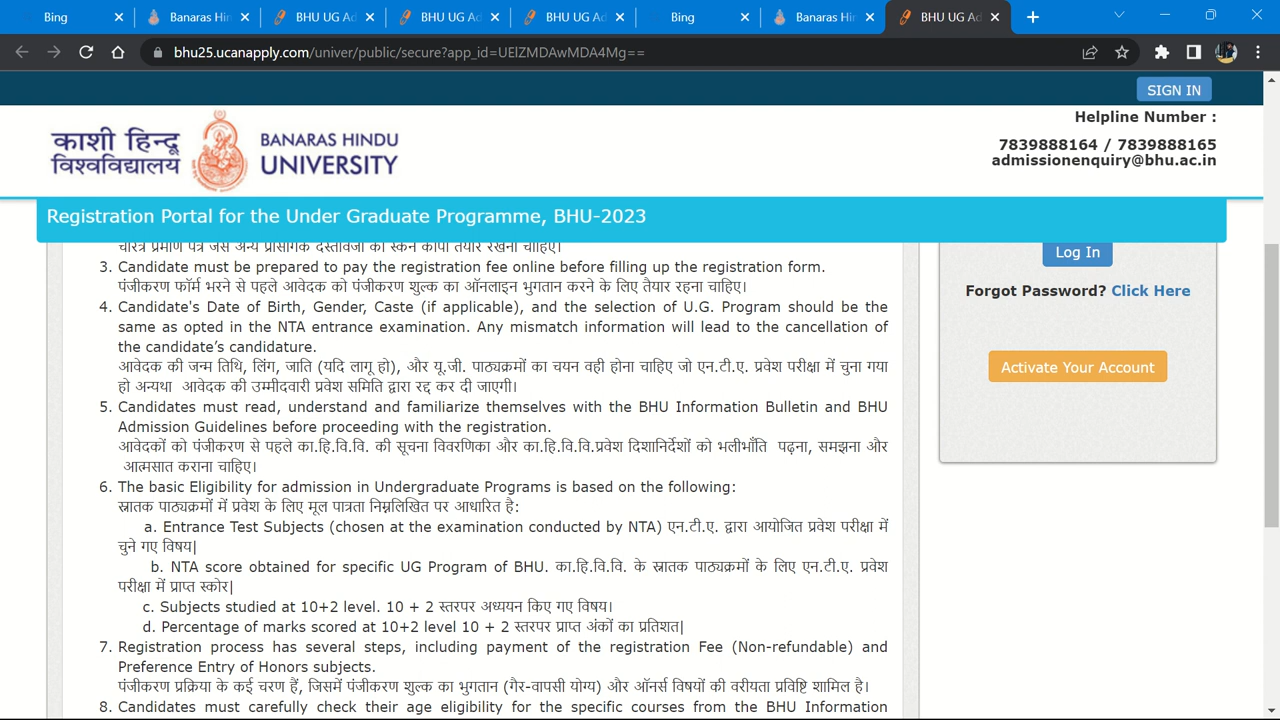 Bing
Banaras Hin
BHU UG Ad
BHU UG Ad
BHU UG Ad
Bing
Banaras Hin
BHU UG Ad
bhu25.ucanapply.com/univer/public/secure?app_id=UElZMDAwMDA4Mg==
SIGN IN
काशी हिन्दू
विश्वविद्यालय
BANARAS HINDU
UNIVERSITY
Helpline Number :
7839888164 / 7839888165
admissionenquiry@bhu.ac.in
Registration Portal for the Under Graduate Programme, BHU-2023
3. Candidate must be prepared to pay the registration fee online before filling up the registration form.
पंजीकरण फॉर्म भरने से पहले आवेदक को पंजीकरण शुल्क का ऑनलाइन भुगतान करने के लिए तैयार रहना चाहिए।
4. Candidate's Date of Birth, Gender, Caste (if applicable), and the selection of U.G. Program should be the
same as opted in the NTA entrance examination. Any mismatch information will lead to the cancellation of
the candidate’s candidature.
आवेदक की जन्म तिथि, लिंग, जाति (यदि लागू हो), और यू.जी. पाठ्यक्रमों का चयन वही होना चाहिए जो एन.टी.ए. प्रवेश परीक्षा में चुना गया
हो अन्यथा आवेदक की उम्मीदवारी प्रवेश समिति द्वारा रद्द कर दी जाएगी।
5. Candidates must read, understand and familiarize themselves with the BHU Information Bulletin and BHU
Admission Guidelines before proceeding with the registration.
आवेदकों को पंजीकरण से पहले का.हि.वि.वि. की सूचना विवरणिका और का.हि.वि.वि.प्रवेश दिशानिर्देशों को भलीभाँति पढ़ना, समझना और
आत्मसात कराना चाहिए।
6. The basic Eligibility for admission in Undergraduate Programs is based on the following:
स्नातक पाठ्यक्रमों में प्रवेश के लिए मूल पात्रता निम्नलिखित पर आधारित है:
a. Entrance Test Subjects (chosen at the examination conducted by NTA) एन.टी.ए. द्वारा आयोजित प्रवेश परीक्षा में
चुने गए विषय|
b. NTA score obtained for specific UG Program of BHU. का.हि.वि.वि. के स्नातक पाठ्यक्रमों के लिए एन.टी.ए. प्रवेश
परीक्षा में प्राप्त स्कोर|
c. Subjects studied at 10+2 level. 10 + 2 स्तरपर अध्ययन किए गए विषय।
d. Percentage of marks scored at 10+2 level 10 + 2 स्तरपर प्राप्त अंकों का प्रतिशत|
7. Registration process has several steps, including payment of the registration Fee (Non-refundable) and
Preference Entry of Honors subjects.
पंजीकरण प्रक्रिया के कई चरण हैं, जिसमें पंजीकरण शुल्क का भुगतान (गैर-वापसी योग्य) और ऑनर्स विषयों की वरीयता प्रविष्टि शामिल है।
8. Candidates must carefully check their age eligibility for the specific courses from the BHU Information
Log In
Forgot Password? Click Here
Activate Your Account